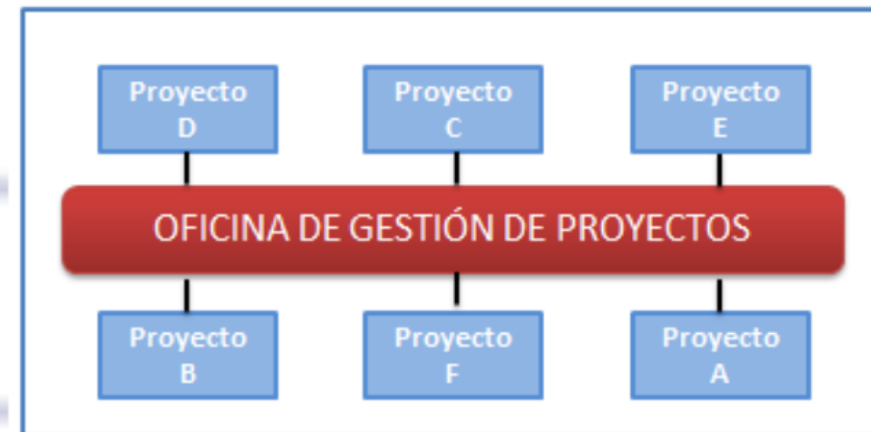 Proyecto
D
Proyecto
C
Proyecto
E
OFICINA DE GESTIÓN DE PROYECTOS
Proyecto
B
Proyecto
F
Proyecto
A